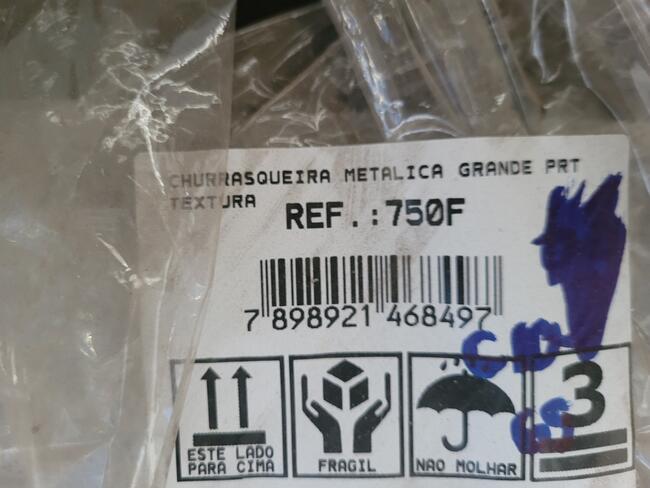 CHURRASQUEIRA METALICA GRANDE PRT
TEXTURA
REF.:750F
7 898921 468497
ESTE LADO
PARA CIMA
FRAGIL
NAO MOLHAR
3